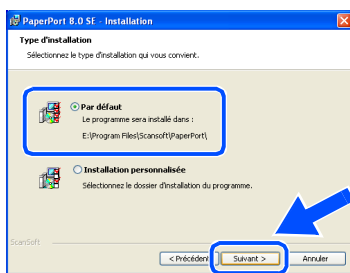 PaperPort 8.0 SE - Installation
Type d'installation
Sélectionnez le type d'installation qui vous convient.
Par défaut
Le programme sera installé dans :
E:\Program Files\Scansoft\PaperPort\
Installation personnalisée
Sélectionnez le dossier d'installation du programme.
ScanSoft
< Précédent
Suivant >
Annuler